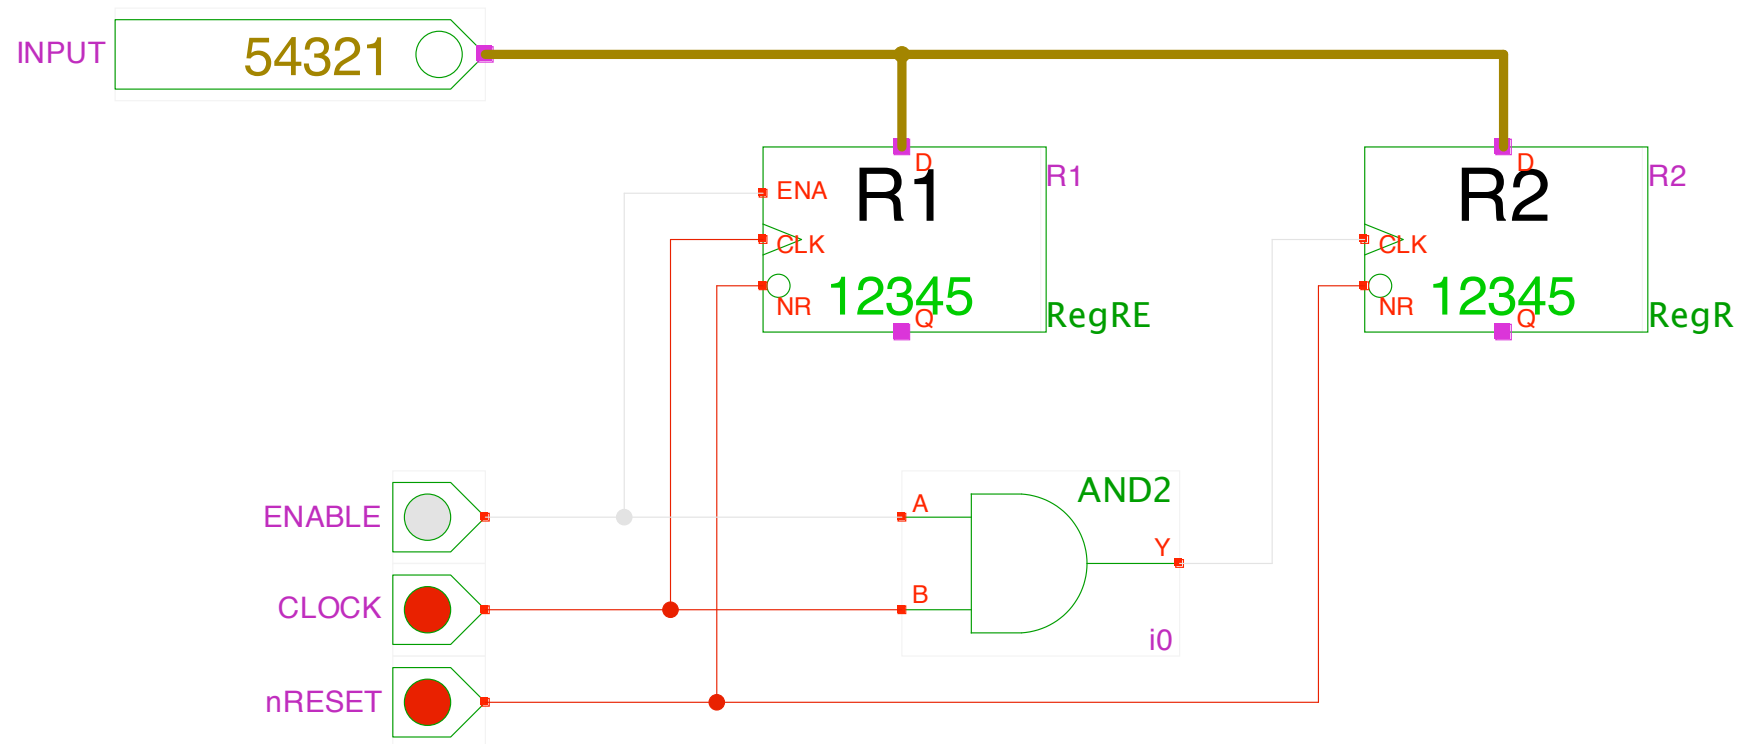 INPUT 54321
D D
R1 R1 R2 R2
ENA
CLK CLK
12345 12345
NR NR
RegRE RegR
Q Q
AND2
A
ENABLE
Y
B
CLOCK
i0
nRESET